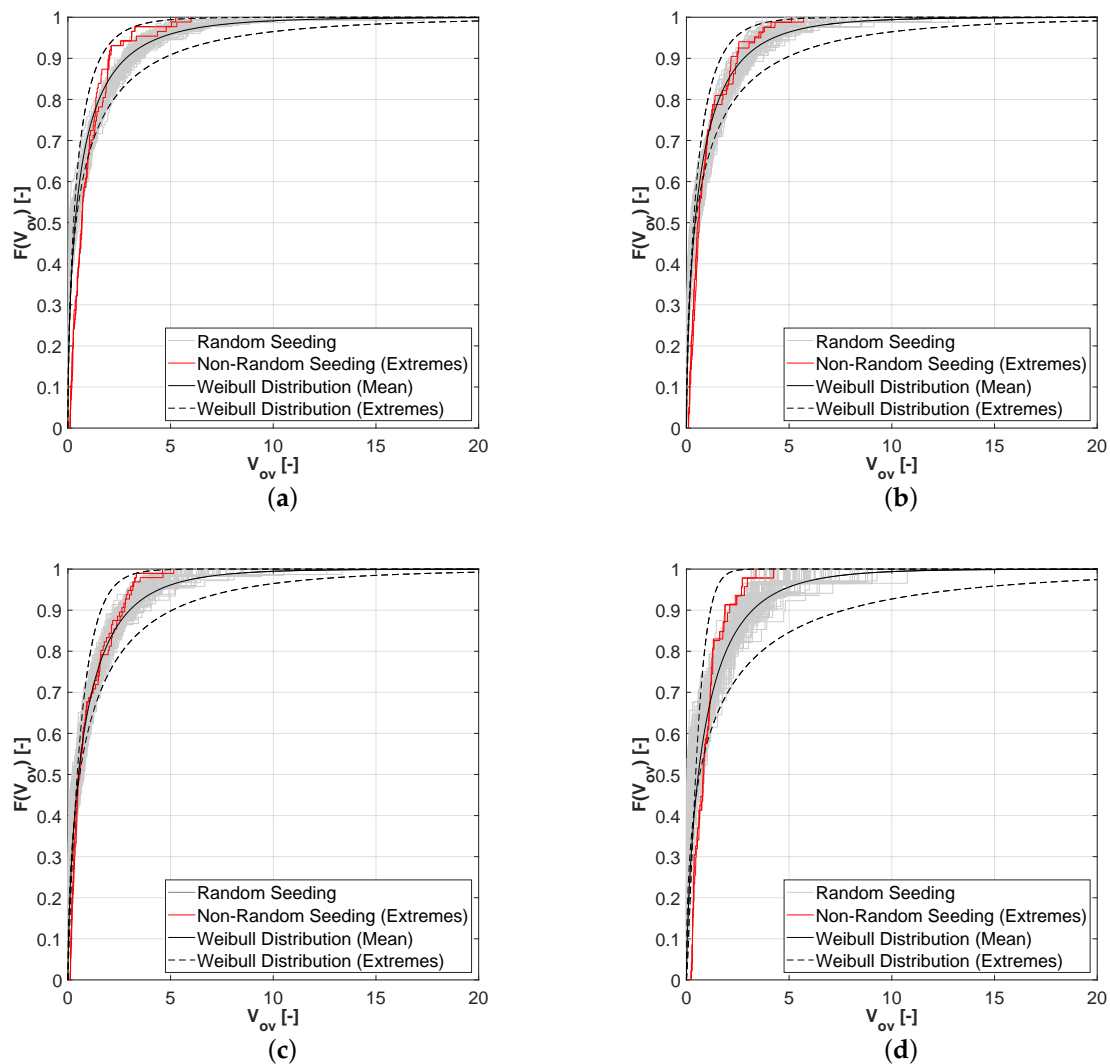 1
0.9
0.8
0.7
0.6
0.5
0.4
0.3
0.2
0.1
0
F(V_ov) [-]
Random Seeding
Non-Random Seeding (Extremes)
Weibull Distribution (Mean)
Weibull Distribution (Extremes)
0 5 10 15 20
V_ov [-]
(a)
1
0.9
0.8
0.7
0.6
0.5
0.4
0.3
0.2
0.1
0
F(V_ov) [-]
Random Seeding
Non-Random Seeding (Extremes)
Weibull Distribution (Mean)
Weibull Distribution (Extremes)
0 5 10 15 20
V_ov [-]
(b)
1
0.9
0.8
0.7
0.6
0.5
0.4
0.3
0.2
0.1
0
F(V_ov) [-]
Random Seeding
Non-Random Seeding (Extremes)
Weibull Distribution (Mean)
Weibull Distribution (Extremes)
0 5 10 15 20
V_ov [-]
(c)
1
0.9
0.8
0.7
0.6
0.5
0.4
0.3
0.2
0.1
0
F(V_ov) [-]
Random Seeding
Non-Random Seeding (Extremes)
Weibull Distribution (Mean)
Weibull Distribution (Extremes)
0 5 10 15 20
V_ov [-]
(d)